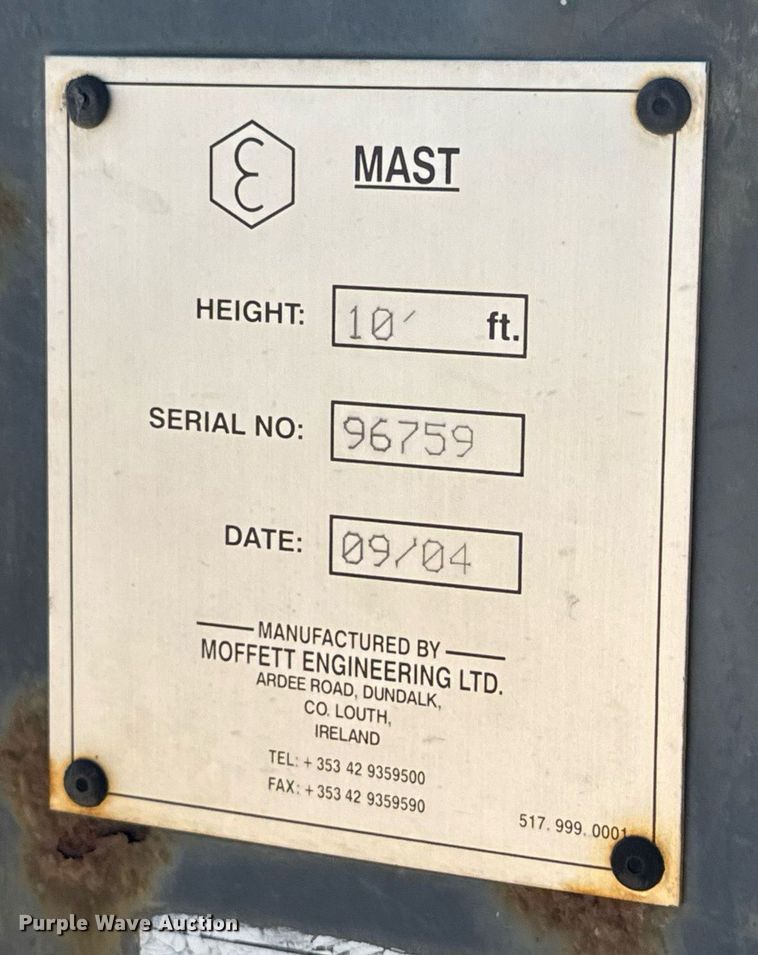 MAST
HEIGHT: 10′ ft.
SERIAL NO: 96759
DATE: 09/04
MANUFACTURED BY
MOFFETT ENGINEERING LTD.
ARDEE ROAD, DUNDALK,
CO. LOUTH,
IRELAND
TEL: + 353 42 9359500
FAX: + 353 42 9359590
517. 999. 0001
Purple Wave Auction